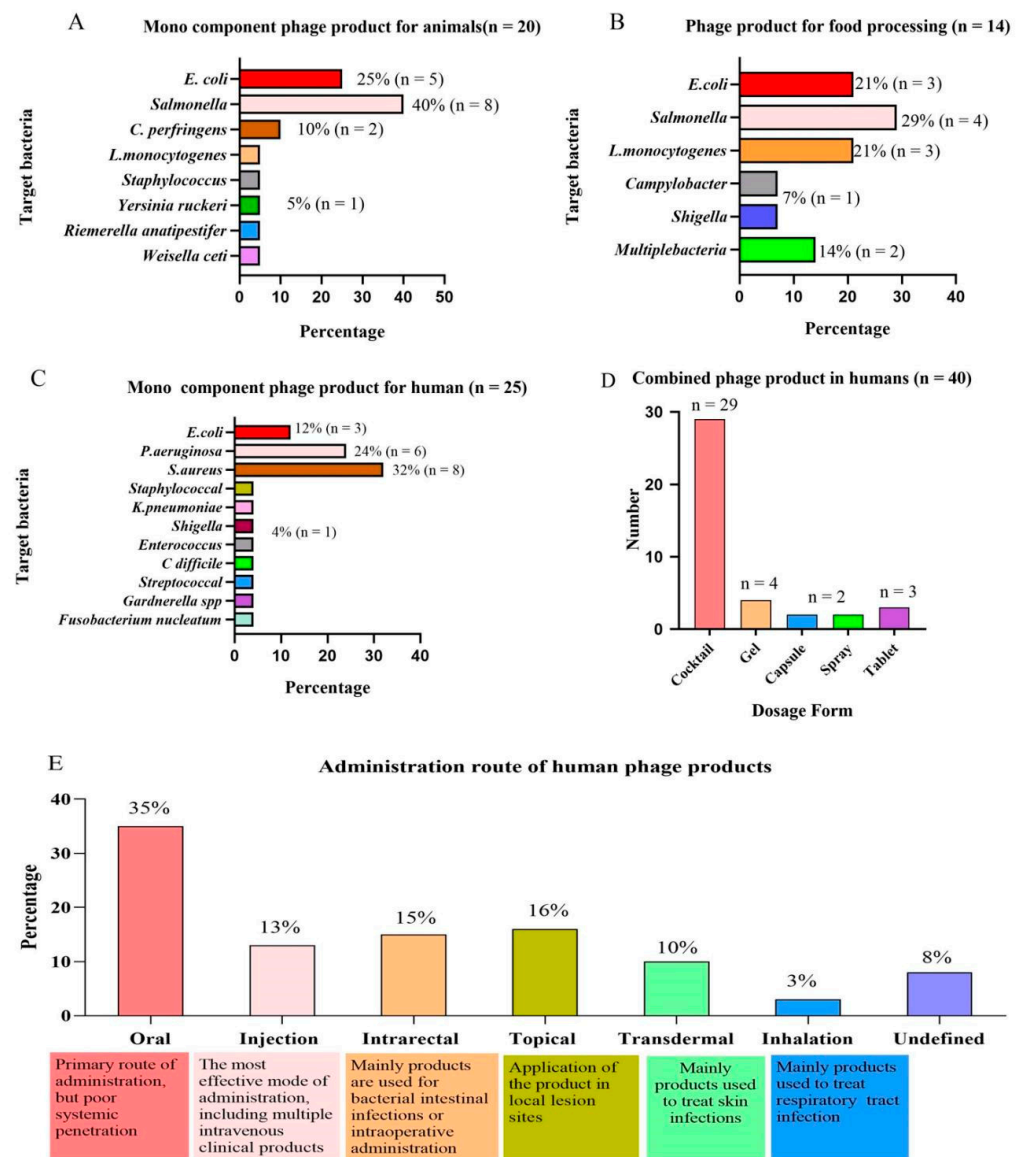 A
Mono component phage product for animals(n = 20)
Target bacteria
E. coli
25% (n = 5)
Salmonella
40% (n = 8)
C. perfringens
10% (n = 2)
L.monocytogenes
Staphylococcus
Yersinia ruckeri
5% (n = 1)
Riemerella anatipestifer
Weisella ceti
0 10 20 30 40 50
Percentage
B
Phage product for food processing (n = 14)
Target bacteria
E.coli
21% (n = 3)
Salmonella
29% (n = 4)
L.monocytogenes
21% (n = 3)
Campylobacter
7% (n = 1)
Shigella
Multiplebacteria
14% (n = 2)
0 10 20 30 40
Percentage
C
Mono component phage product for human (n = 25)
Target bacteria
E.coli
12% (n = 3)
P.aeruginosa
24% (n = 6)
S.aureus
32% (n = 8)
Staphylococcal
K.pneumoniae
Shigella
4% (n = 1)
Enterococcus
C difficile
Streptococcal
Gardnerella spp
Fusobacterium nucleatum
0 10 20 30 40
Percentage
D
Combined phage product in humans (n = 40)
Number
30
20
10
0
n = 29
n = 4
n = 2
n = 3
Cocktail
Gel
Capsule
Spray
Tablet
Dosage Form
E
Administration route of human phage products
Percentage
40
30
20
10
0
35%
13%
15%
16%
10%
3%
8%
Oral
Injection
Intrarectal
Topical
Transdermal
Inhalation
Undefined
Primary route of
administration,
but poor
systemic
penetration
The most
effective mode of
administration,
including multiple
intravenous
clinical products
Mainly products
are used for
bacterial intestinal
infections or
intraoperative
administration
Application of
the product in
local lesion
sites
Mainly
products used
to treat skin
infections
Mainly products
used to treat
respiratory tract
infection